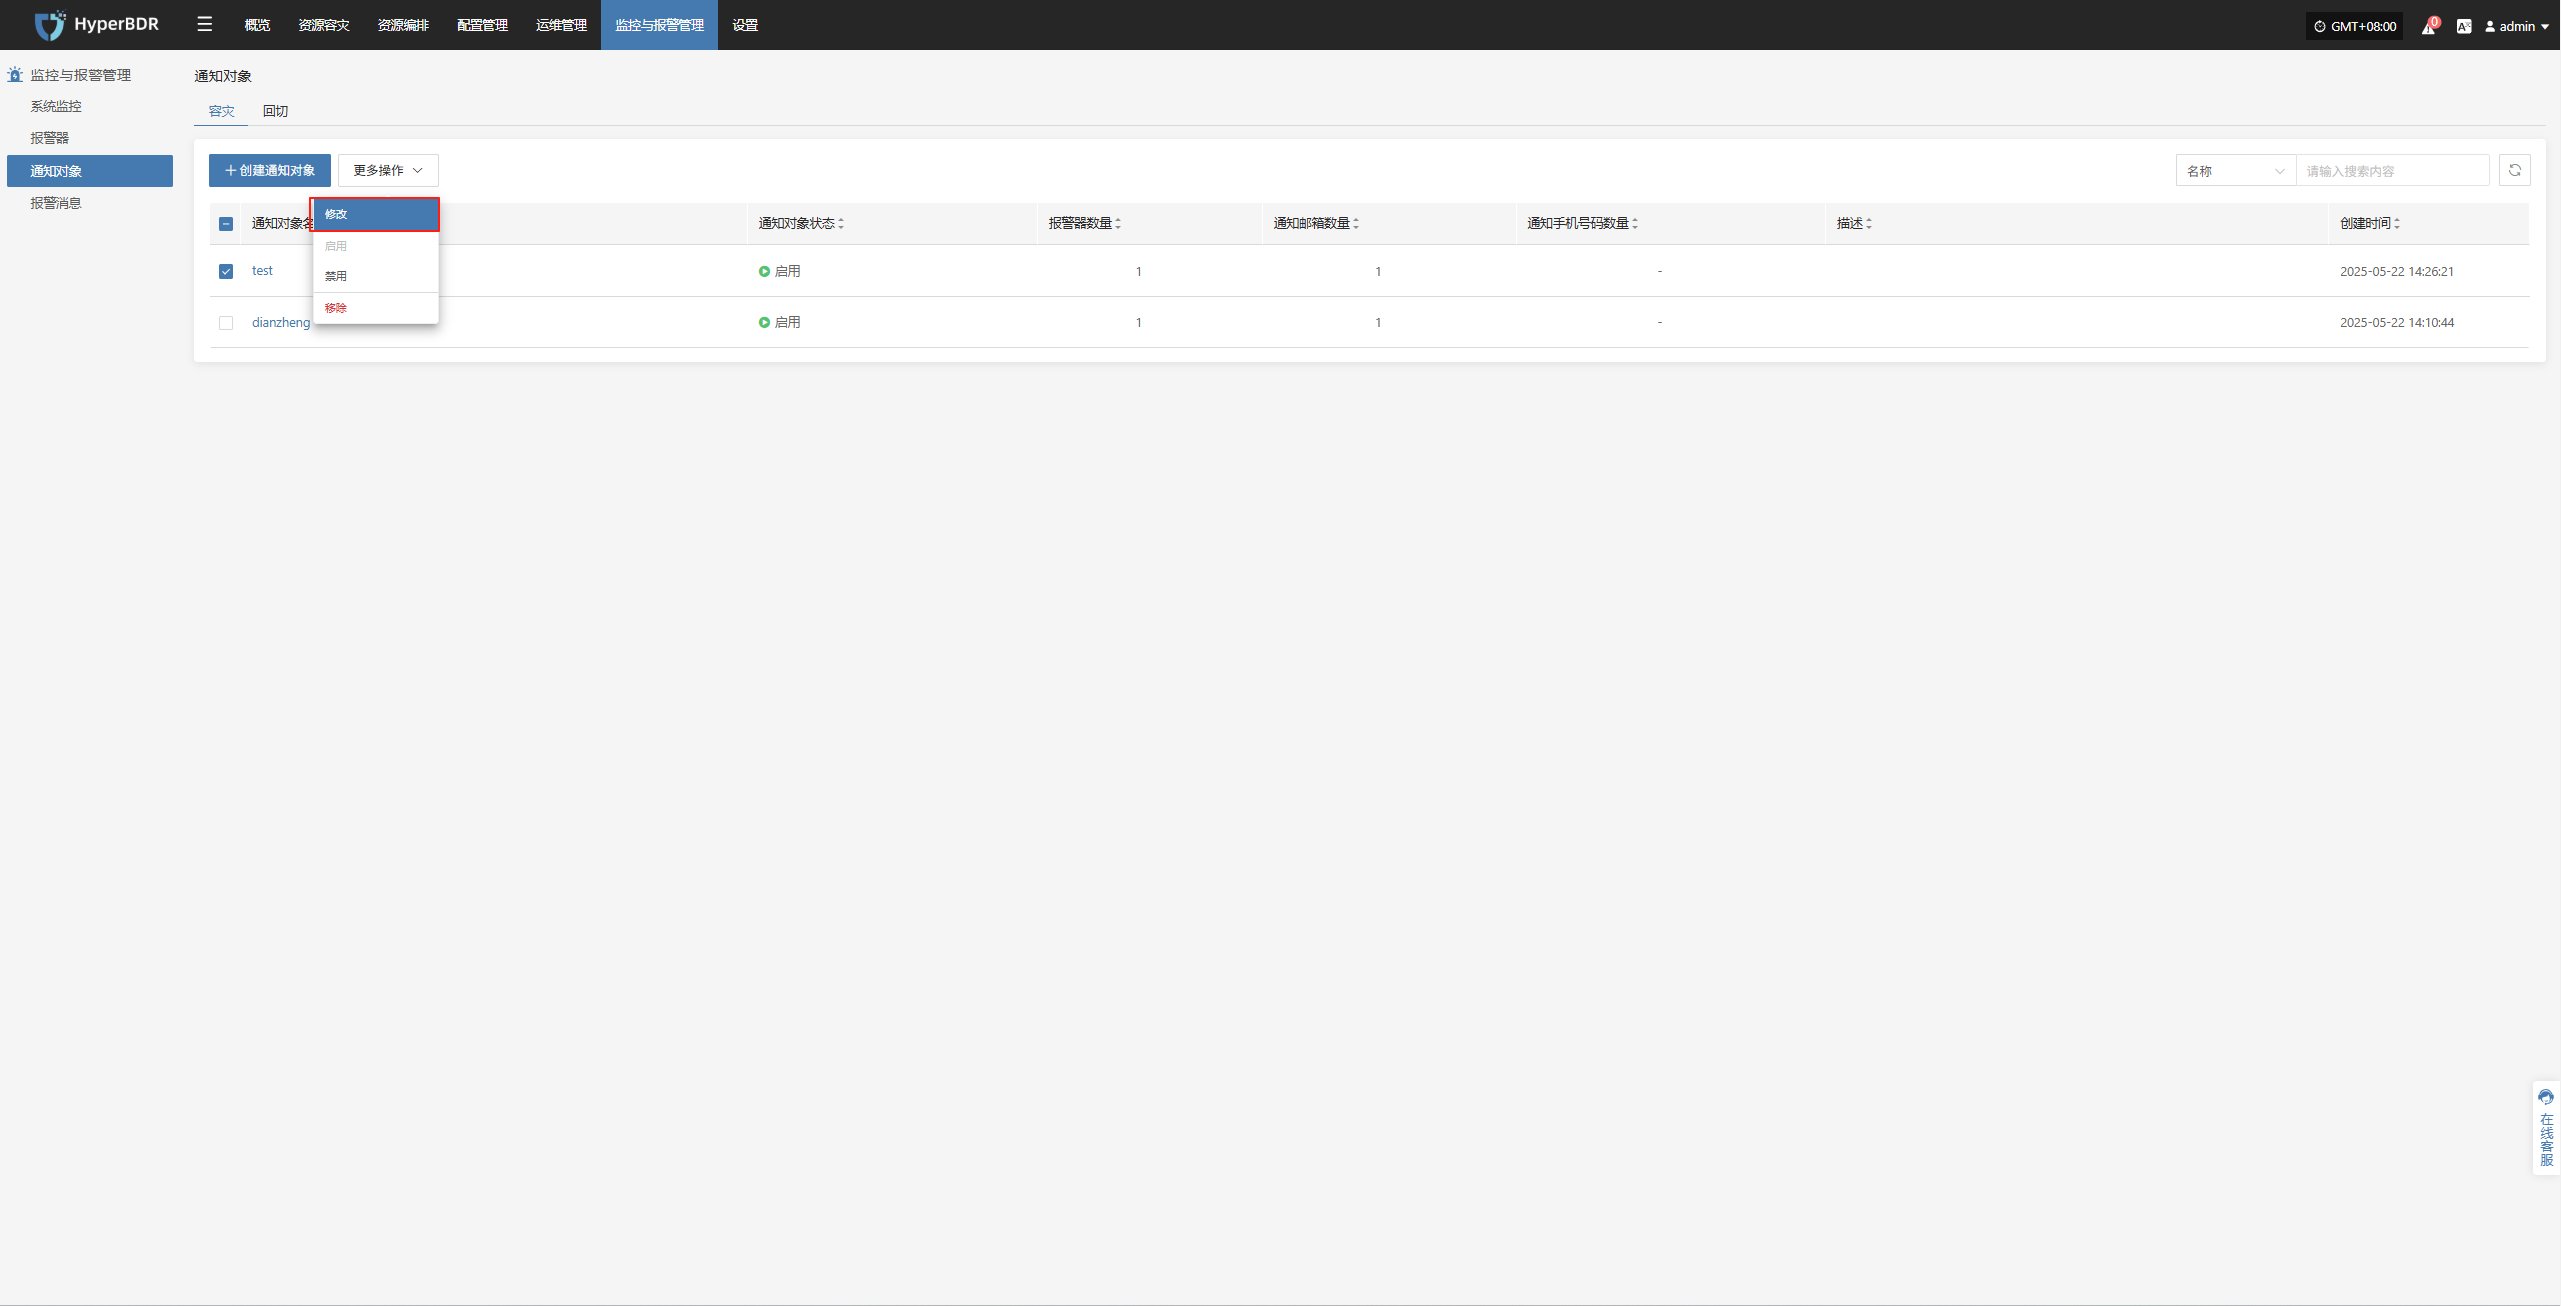 HyperBDR
概览 资源容灾 资源编排 配置管理 运维管理 监控与报警管理 设置
GMT+08:00 0 admin
监控与报警管理
系统监控
报警器
通知对象
报警消息
通知对象
容灾 回切
创建通知对象 更多操作
名称 请输入搜索内容
修改
启用
禁用
移除
通知对象名 通知对象状态 报警器数量 通知邮箱数量 通知手机号码数量 描述 创建时间
test 启用 1 1 - 2025-05-22 14:26:21
dianzheng 启用 1 1 - 2025-05-22 14:10:44
在线客服